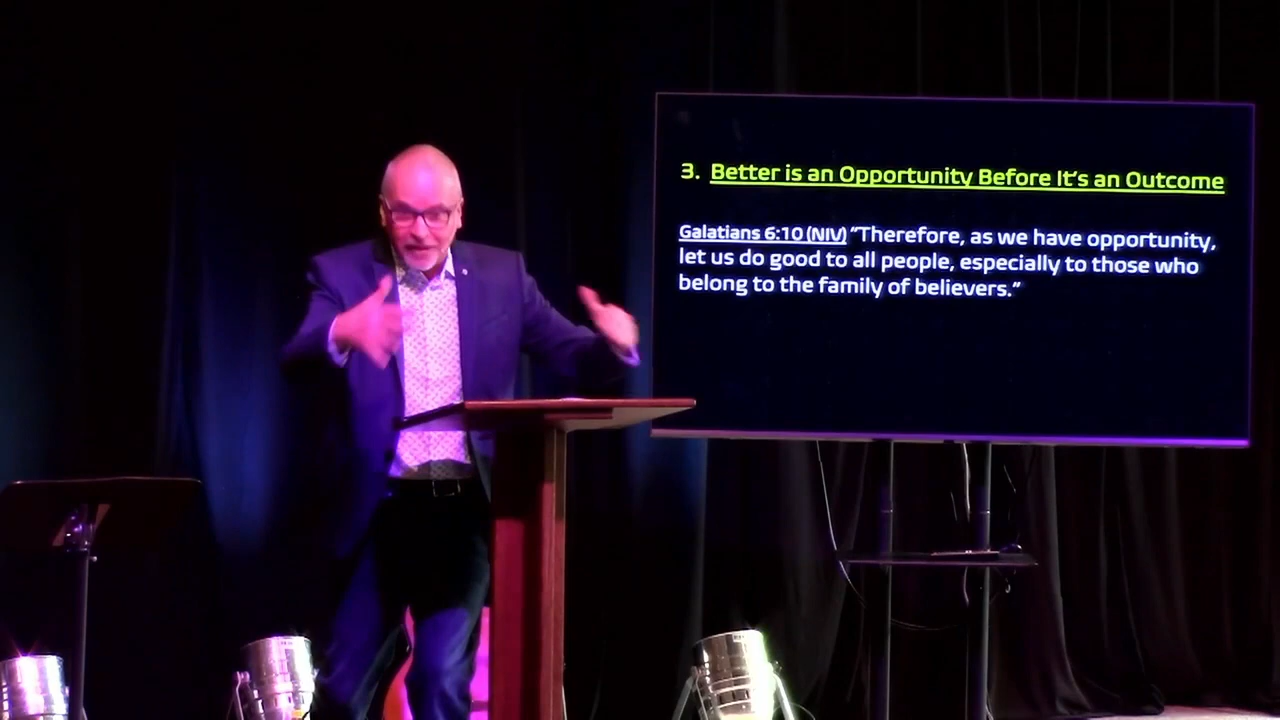 3. Better is an Opportunity Before It's an Outcome
Galatians 6:10 (NIV) “Therefore, as we have opportunity,
let us do good to all people, especially to those who
belong to the family of believers.”